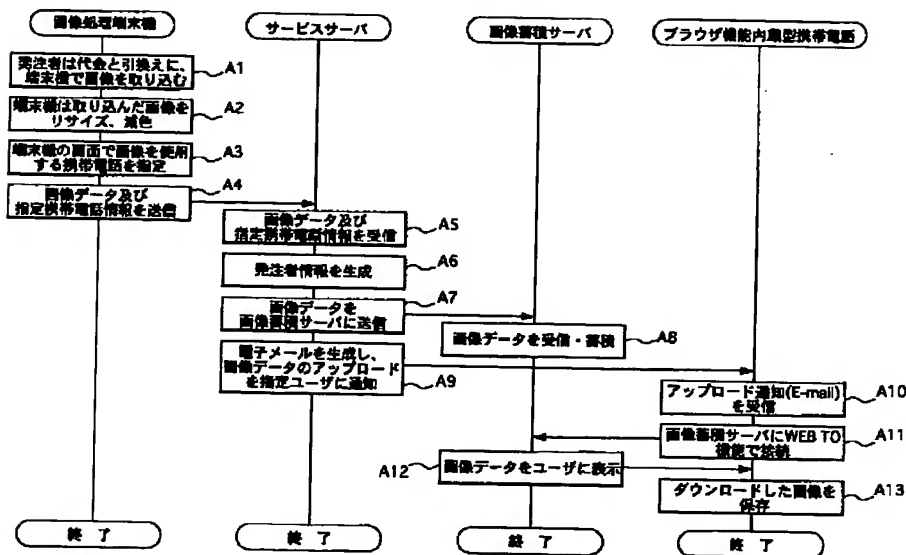 画像処理端末機
サービスサーバ
画像蓄積サーバ
ブラウザ機能内蔵型携帯電話
発注者は代金と引換えに、
端末機で画像を取り込む
A1
端末機は取り込んだ画像を
リサイズ、減色
A2
端末機の画面で画像を使用
する携帯電話を指定
A3
画像データ及び
指定携帯電話情報を送信
A4
画像データ及び
指定携帯電話情報を受信
A5
発注者情報を生成
A6
画像データを
画像蓄積サーバに送信
A7
画像データを受信・蓄積
A8
電子メールを生成し、
画像データのアップロード
を指定ユーザに通知
A9
アップロード通知(E-mail)
を受信
A10
画像蓄積サーバにWEB TO
機能で接続
A11
A12
画像データをユーザに表示
ダウンロードした画像を
保存
A13
終 了
終 了
終 了
終 了